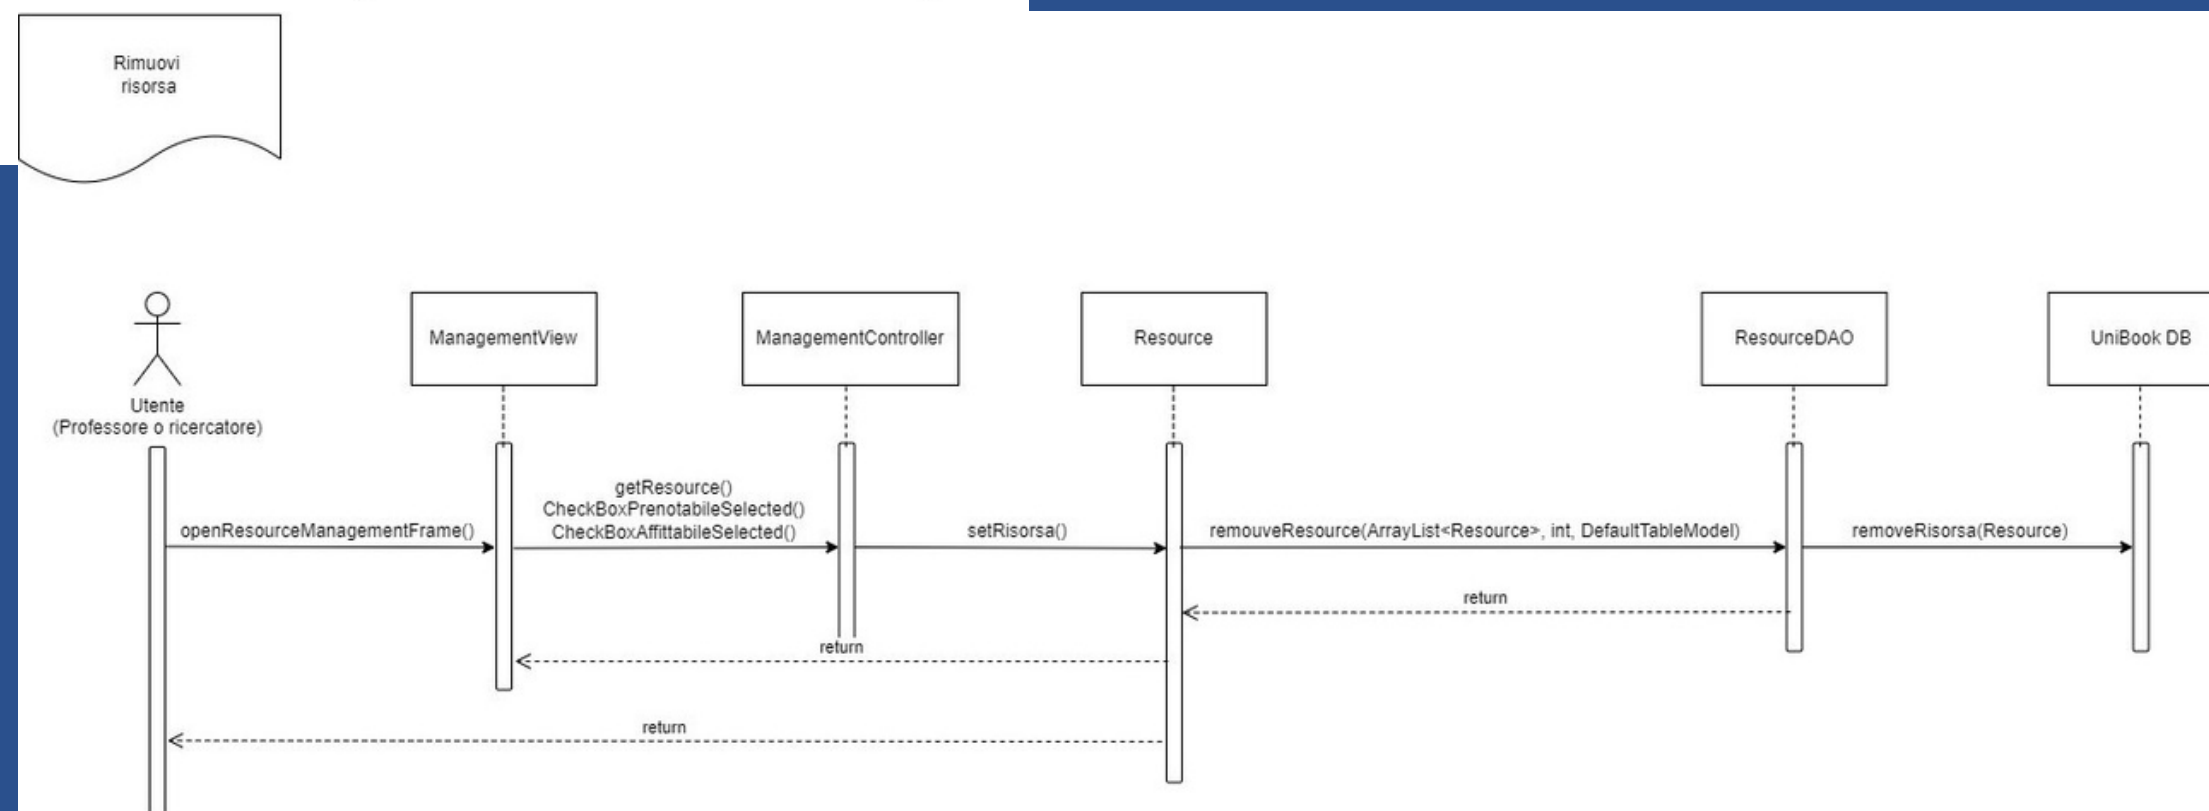 Rimuovi
risorsa
ManagementView
ManagementController
Resource
ResourceDAO
UniBook DB
Utente
(Professore o ricercatore)
openResourceManagementFrame()
getResource()
CheckBoxPrenotabileSelected()
CheckBoxAffittabileSelected()
setRisorsa()
remouveResource(ArrayList<Resource>, int, DefaultTableModel)
removeRisorsa(Resource)
return
return
return